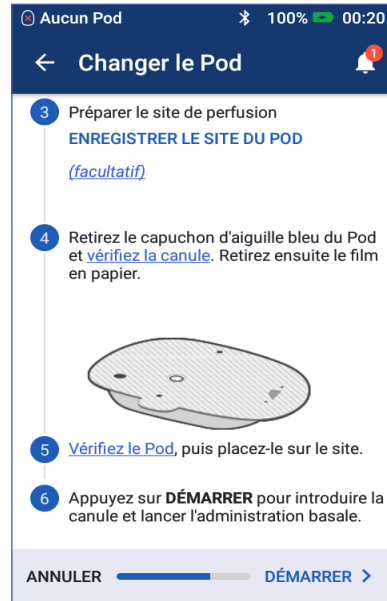 Aucun Pod 100% 00:20
Changer le Pod 1
3 Préparer le site de perfusion
ENREGISTRER LE SITE DU POD
(facultatif)
4 Retirez le capuchon d'aiguille bleu du Pod
et vérifiez la canule. Retirez ensuite le film
en papier.
5 Vérifiez le Pod, puis placez-le sur le site.
6 Appuyez sur DÉMARRER pour introduire la
canule et lancer l'administration basale.
ANNULER DÉMARRER